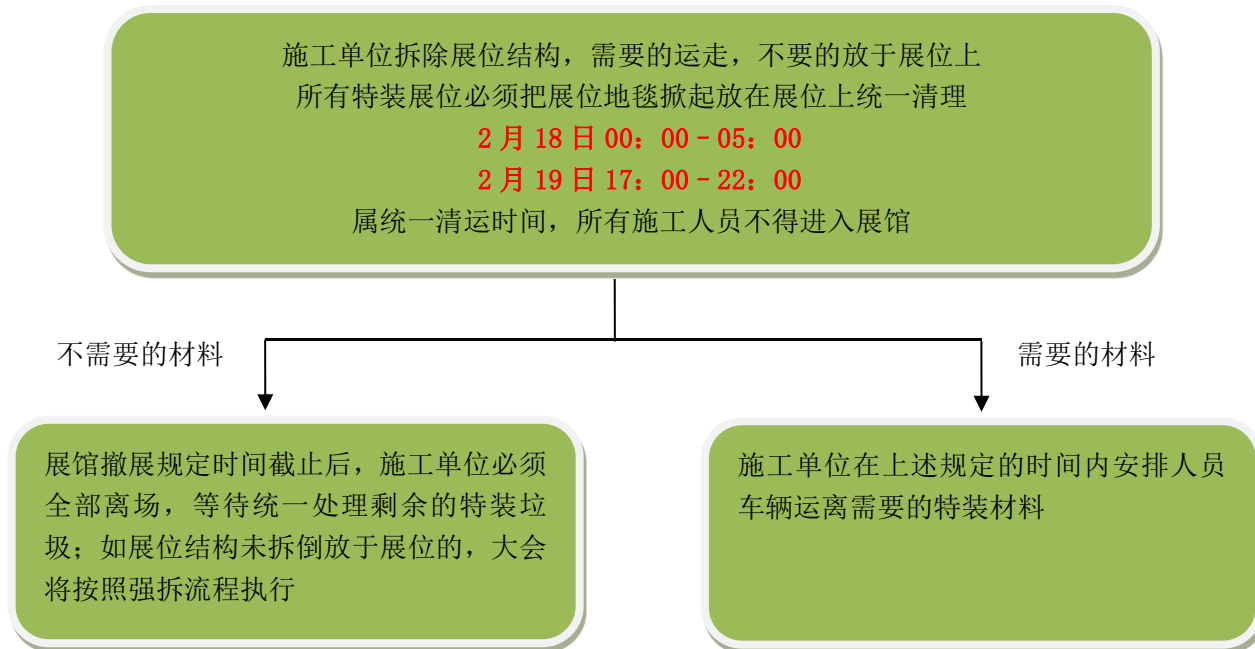 施工单位拆除展位结构，需要的运走，不要的放于展位上
所有特装展位必须把展位地毯掀起放在展位上统一清理
2月18日00：00–05：00
2月19日17：00–22：00
属统一清运时间，所有施工人员不得进入展馆
不需要的材料
需要的材料
展馆撤展规定时间截止后，施工单位必须
全部离场，等待统一处理剩余的特装垃
圾；如展位结构未拆倒放于展位的，大会
将按照强拆流程执行
施工单位在上述规定的时间内安排人员
车辆运离需要的特装材料